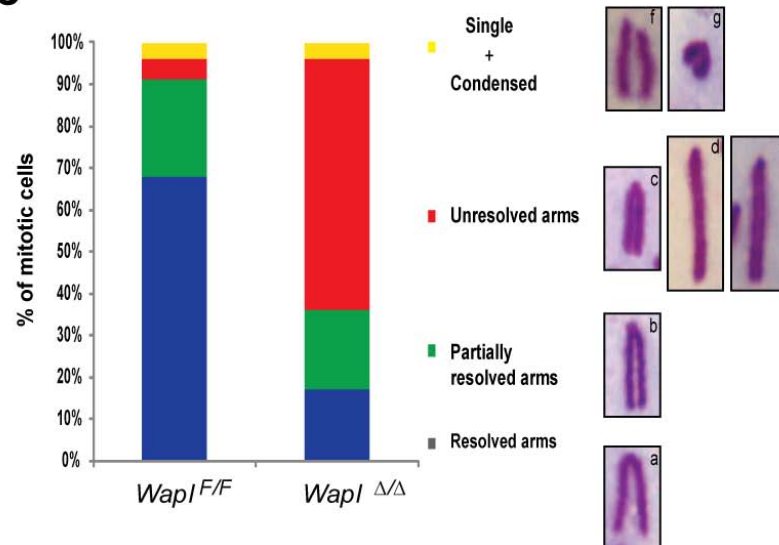 100%
90%
80%
70%
60%
50%
40%
30%
20%
10%
0%
% of mitotic cells
Wapl F/F
Wapl Δ/Δ
Single
+
Condensed
Unresolved arms
Partially
resolved arms
Resolved arms
f
g
c
d
b
a